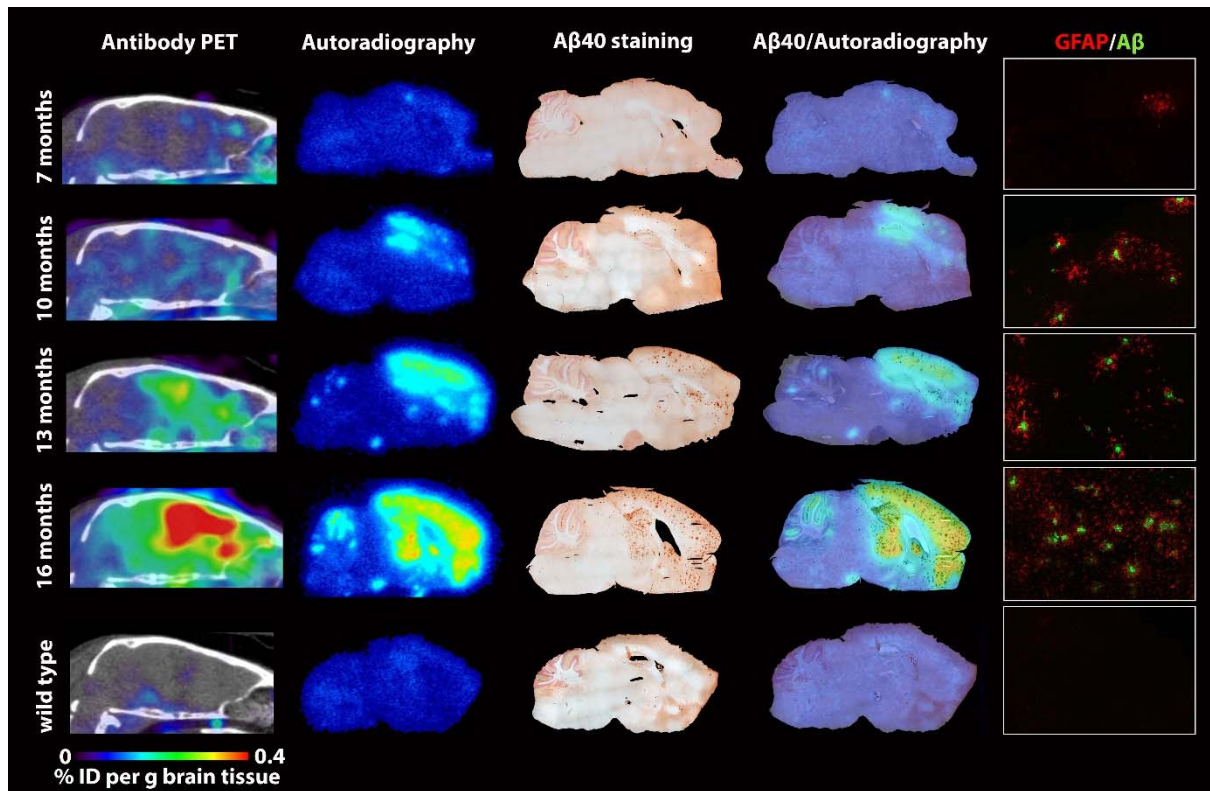 Antibody PET
Autoradiography
Aβ40 staining
Aβ40/Autoradiography
GFAP/Aβ
7 months
10 months
13 months
16 months
wild type
0 0.4
% ID per g brain tissue